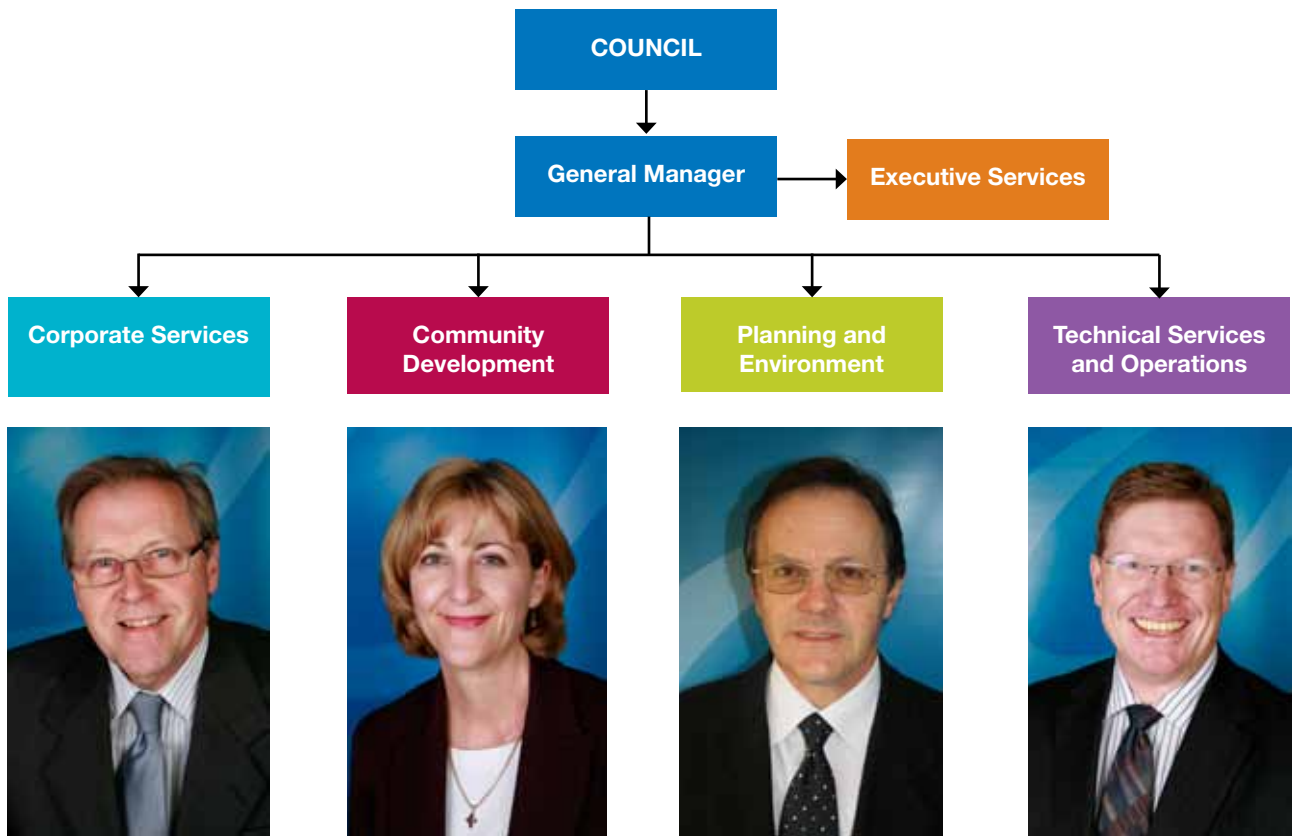 COUNCIL
General Manager
Executive Services
Corporate Services
Community
Development
Planning and
Environment
Technical Services
and Operations